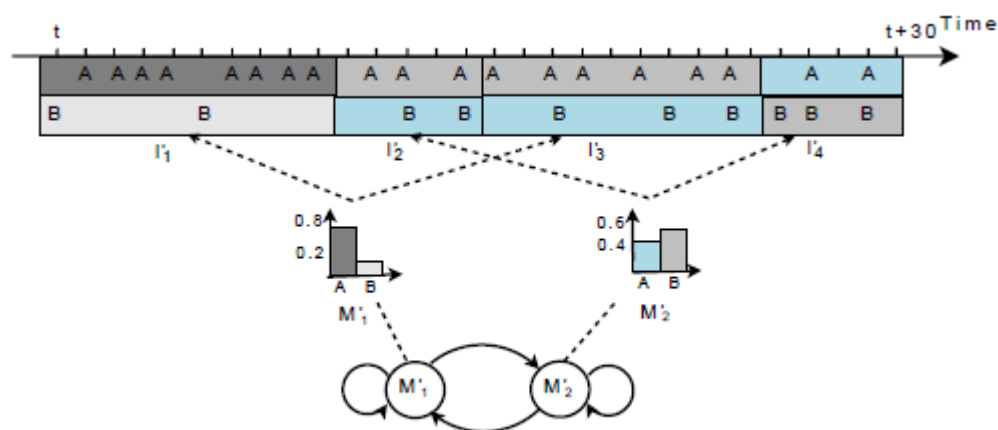 t t+30 Time
A A A A A A A A A A A A A A A A A A A A
B B B B B B B B B B
I'1 I'2 I'3 I'4
0.8 0.6
0.2 0.4
A B A B
M'1 M'2
M'1 M'2